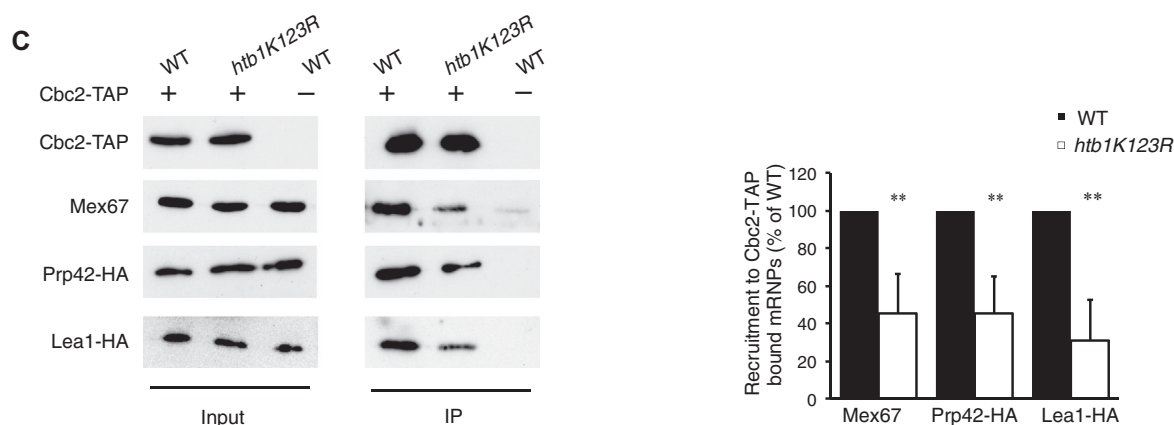 C
WT htb1K123R WT WT htb1K123R WT
Cbc2-TAP + + − + + −
Cbc2-TAP
Mex67
Prp42-HA
Lea1-HA
Input IP
WT
htb1K123R
Recruitment to Cbc2-TAP
bound mRNPs (% of WT)
120
100
80
60
40
20
0
** ** **
Mex67 Prp42-HA Lea1-HA